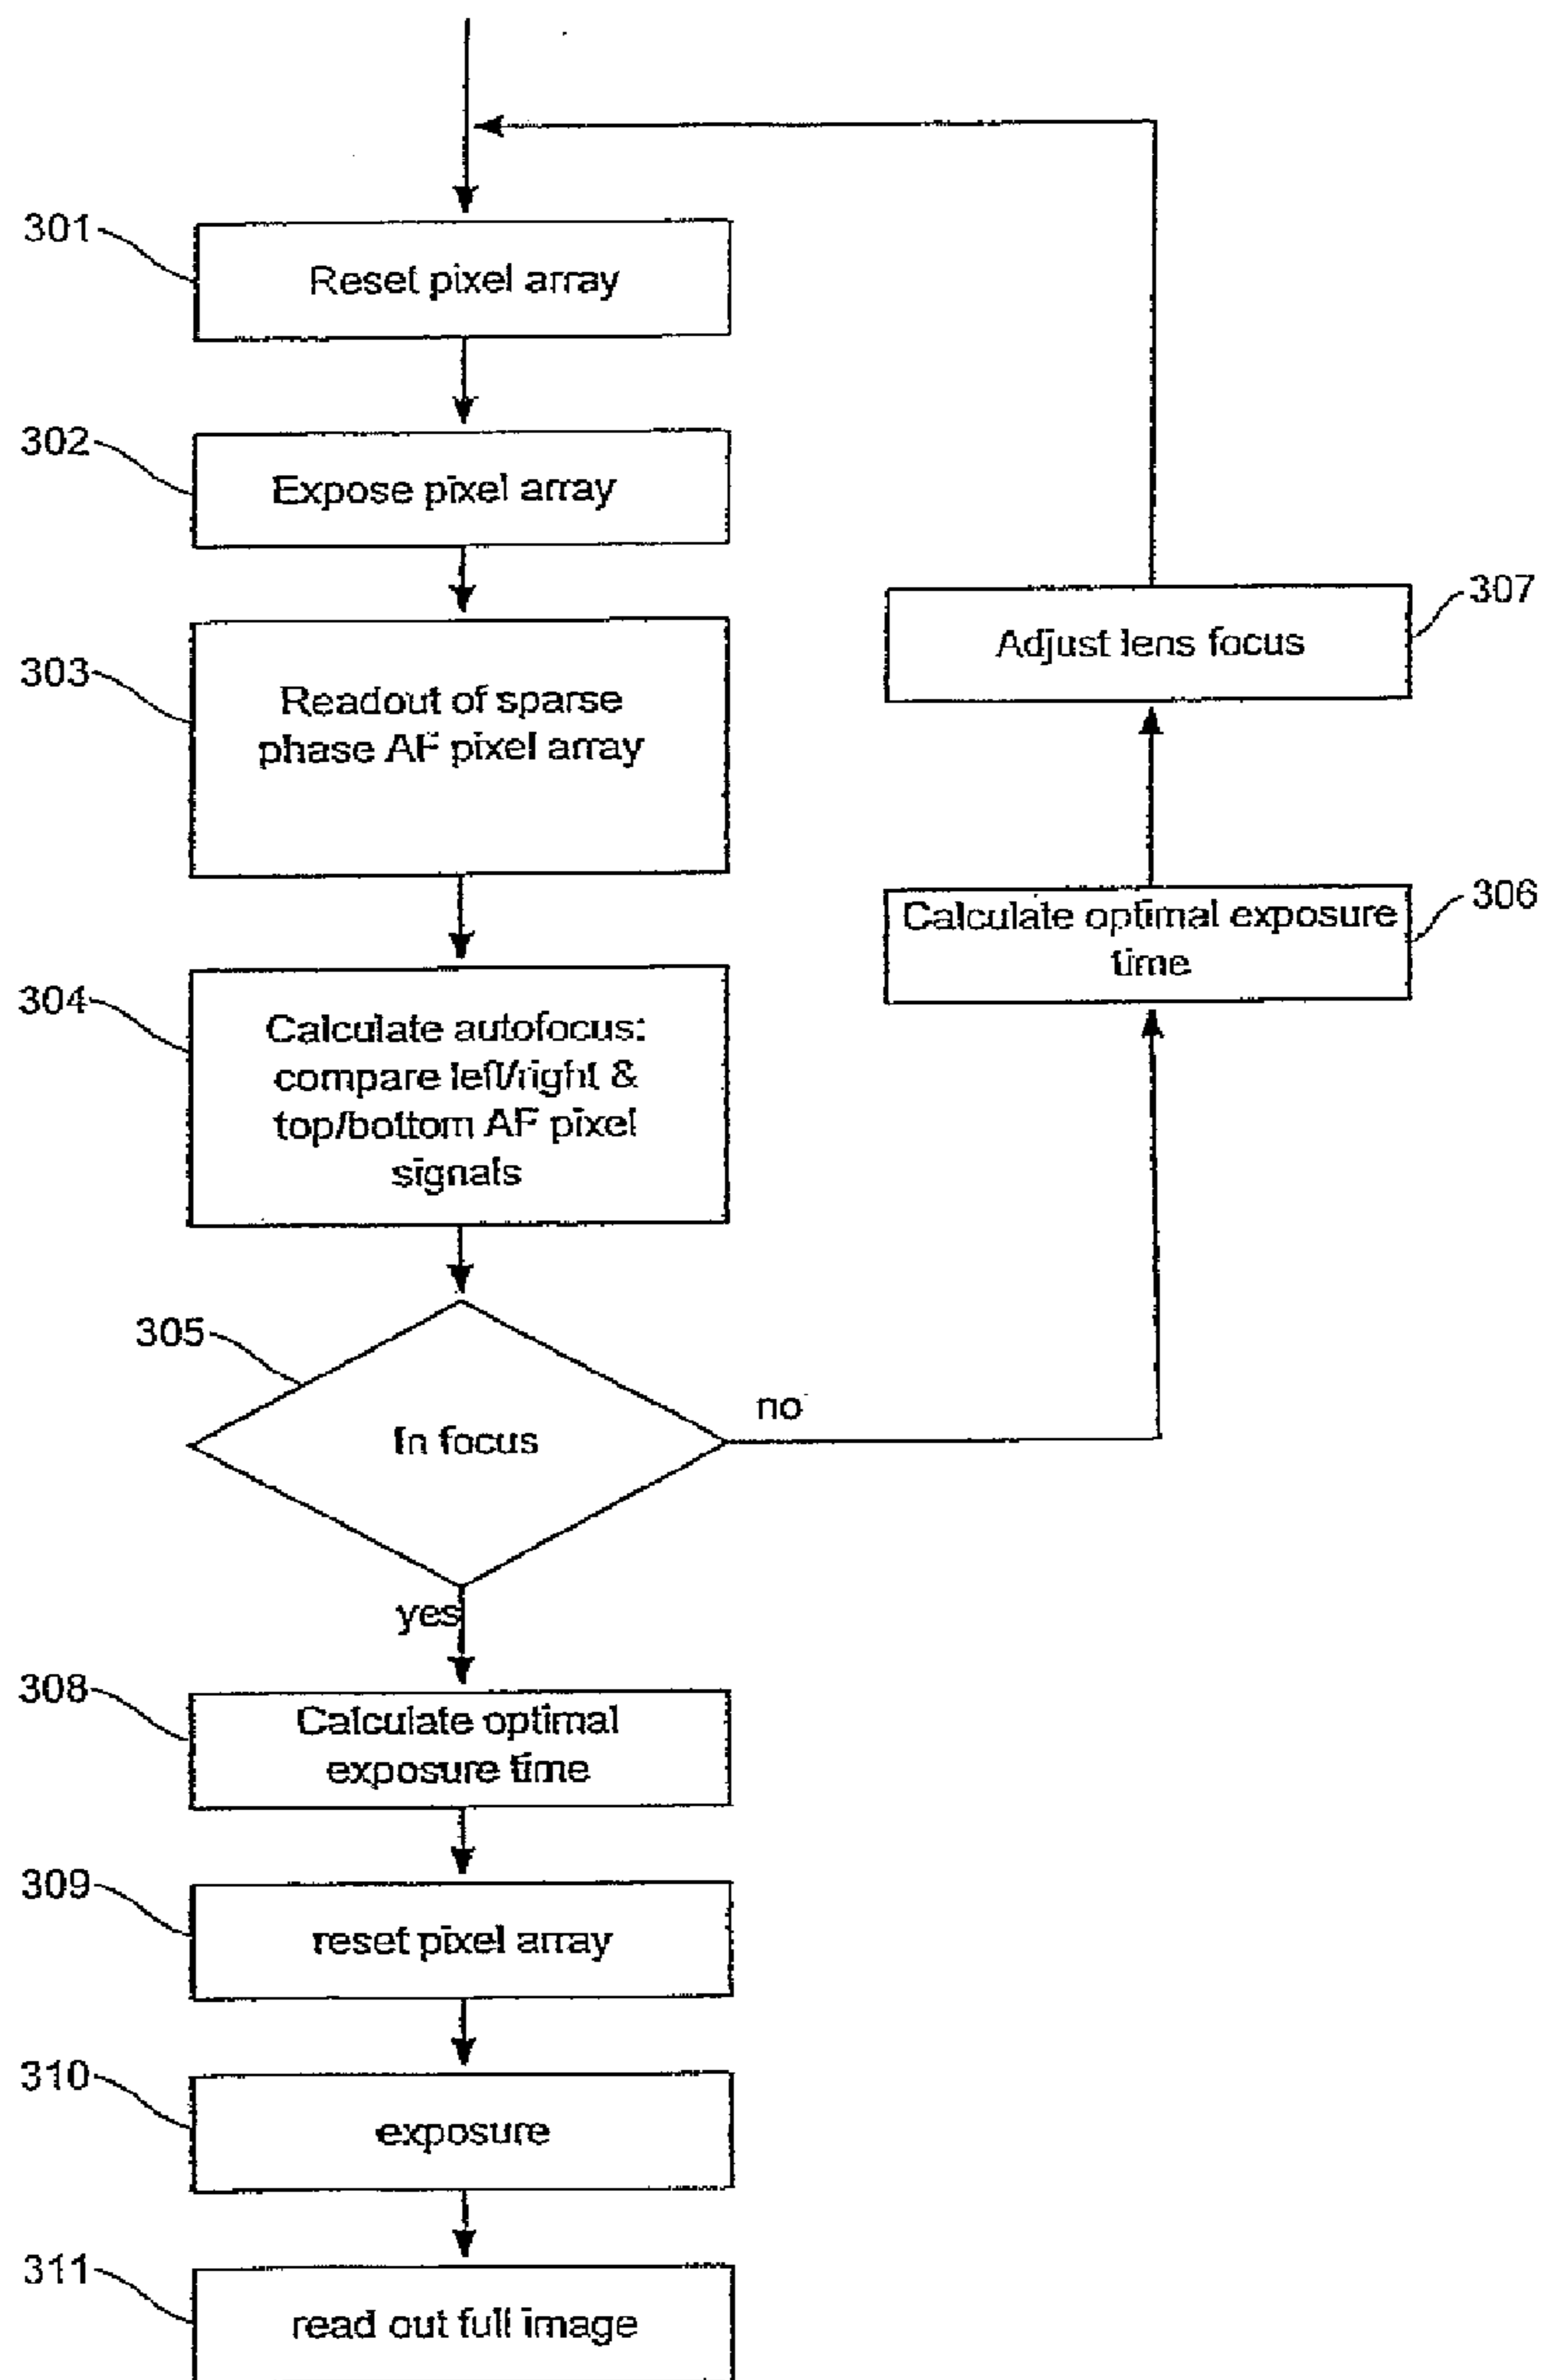 301
Reset pixel array
302
Expose pixel array
303
Readout of sparse
phase AF pixel array
304
Calculate autofocus:
compare left/right &
top/bottom AF pixel
signals
305
In focus
no
yes
307
Adjust lens focus
306
Calculate optimal exposure
time
308
Calculate optimal
exposure time
309
reset pixel array
310
exposure
311
read out full image